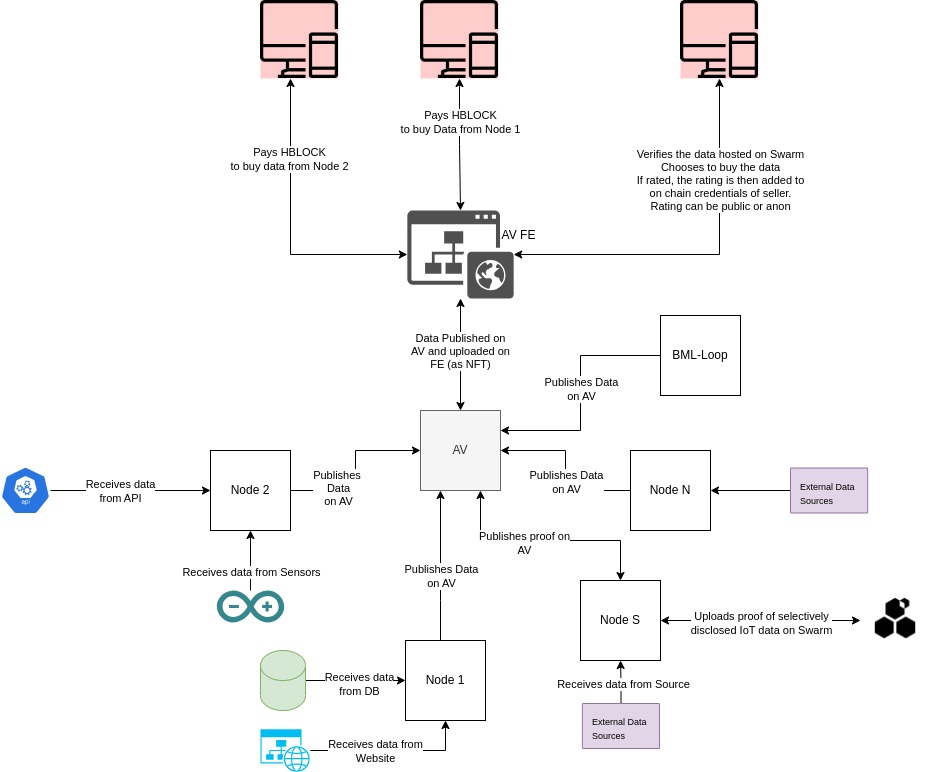 Pays HBLOCK
to buy Data from Node 1
Pays HBLOCK
to buy data from Node 2
Verifies the data hosted on Swarm
Chooses to buy the data
If rated, the rating is then added to
on chain credentials of seller.
Rating can be public or anon
AV FE
Data Published on
AV and uploaded on
FE (as NFT)
BML-Loop
Publishes Data
on AV
AV
Publishes
Data
on AV
Publishes Data
on AV
Receives data
from API
api
Node 2
Node N
External Data
Sources
Publishes proof on
AV
Receives data from Sensors
Publishes Data
on AV
Node S
Uploads proof of selectively
disclosed IoT data on Swarm
Receives data
from DB
Node 1
Receives data from Source
External Data
Sources
Receives data from
Website